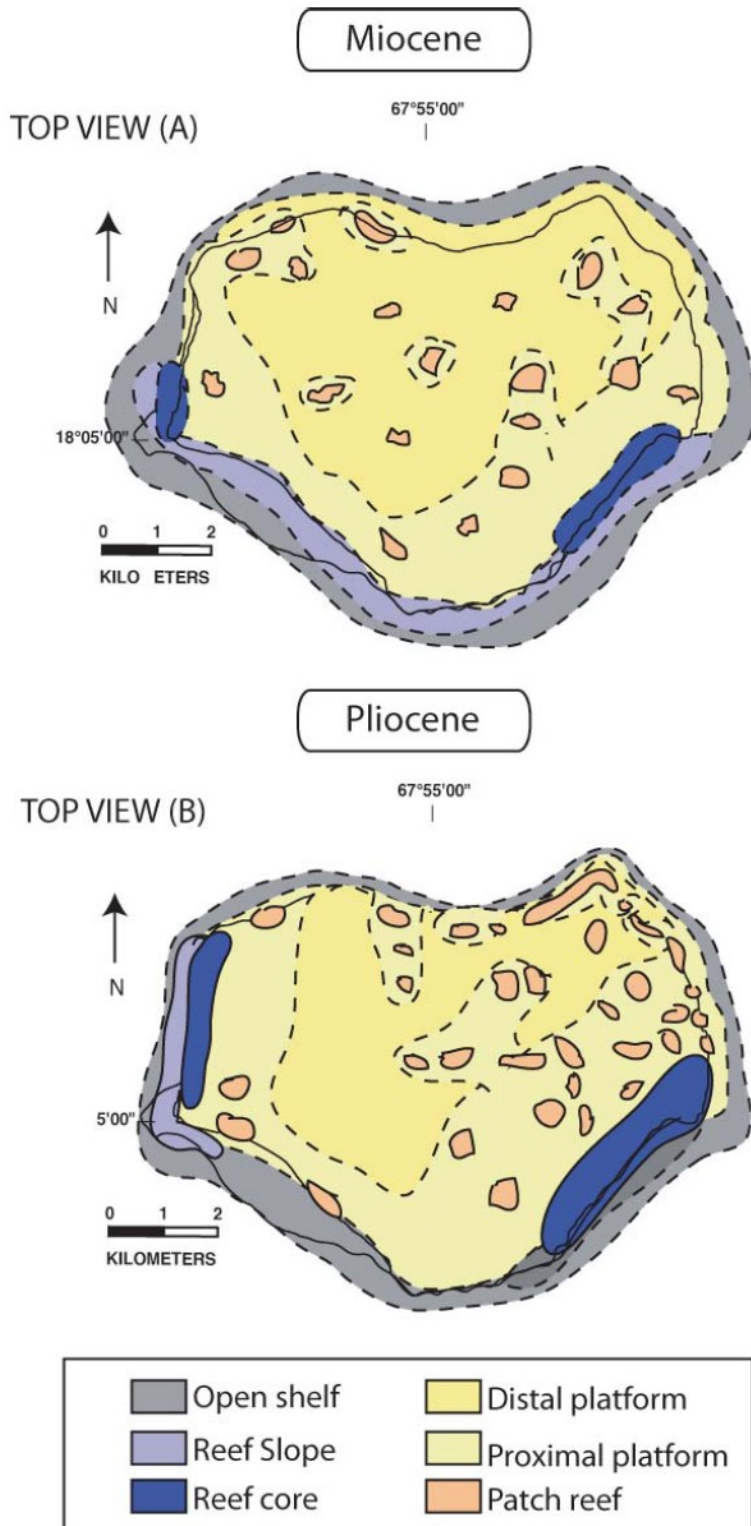 Miocene
67°55'00"
TOP VIEW (A)
N
18°05'00"
0 1 2
KILO ETERS
Pliocene
67°55'00"
TOP VIEW (B)
N
5'00"
0 1 2
KILOMETERS
Open shelf
Distal platform
Reef Slope
Proximal platform
Reef core
Patch reef